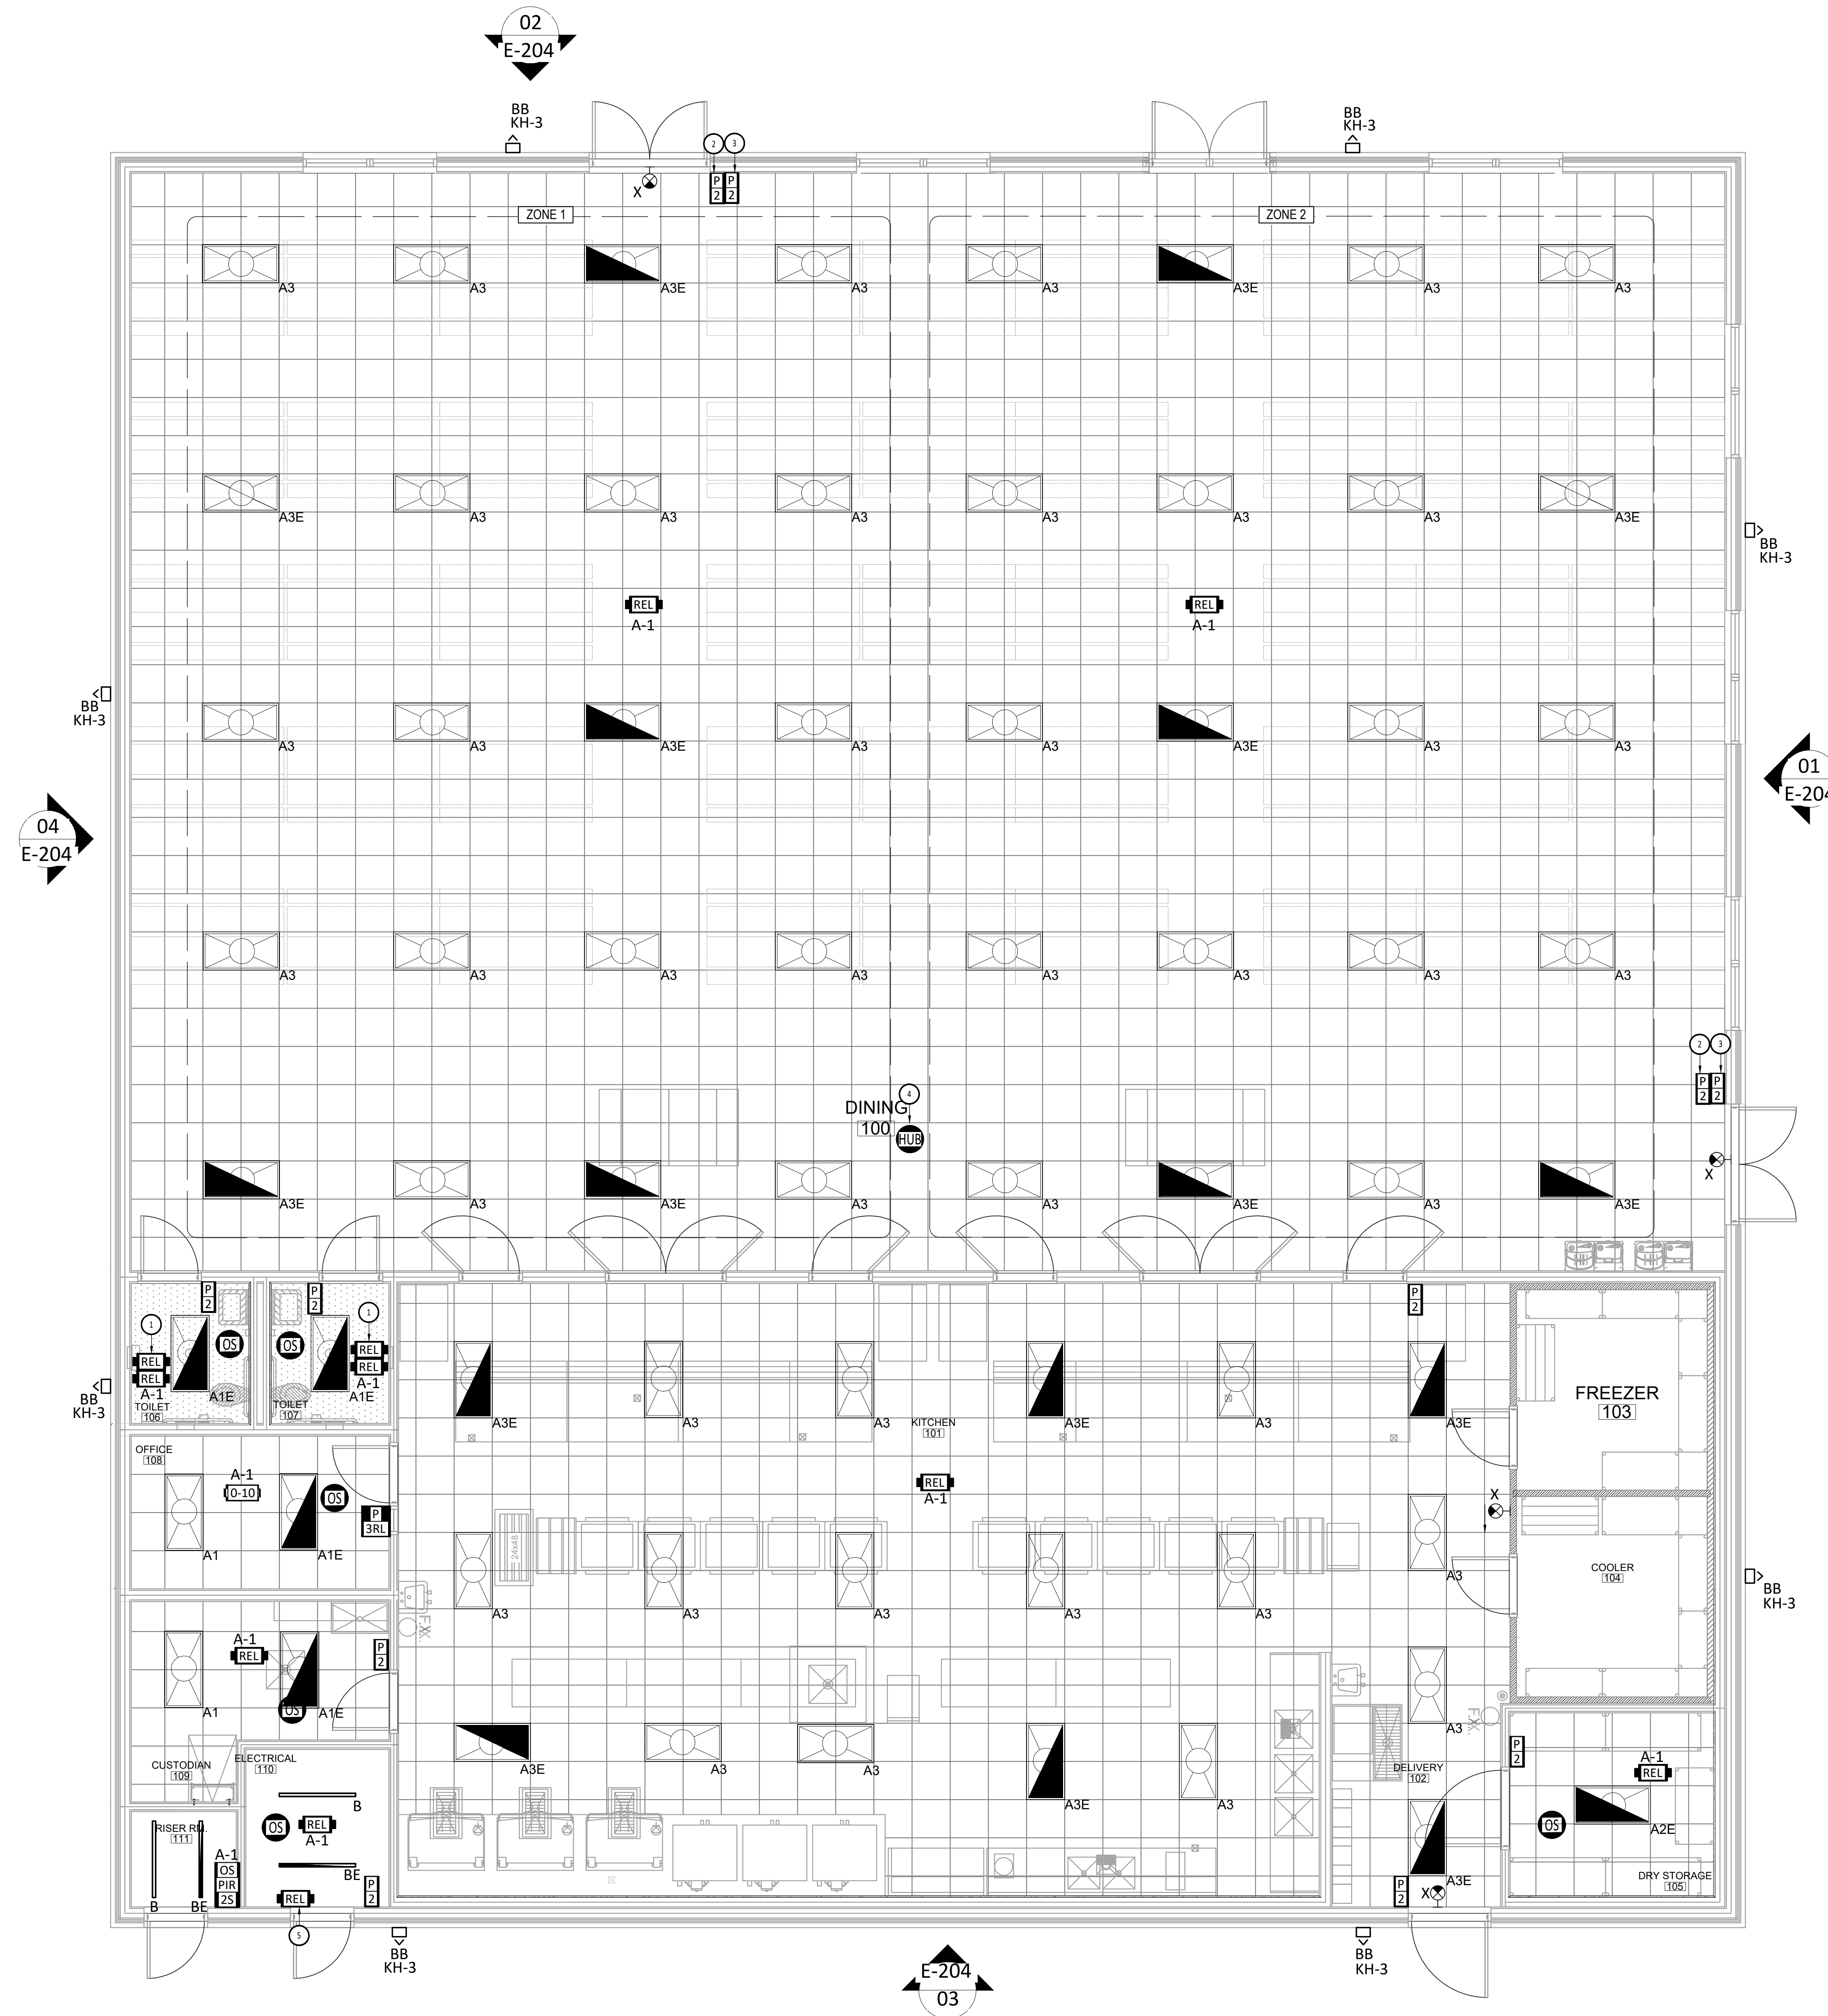 02
E-204
BB
KH-3
BB
KH-3
2
3
X
P
2
P
2
ZONE 1
ZONE 2
A3
A3
A3E
A3
A3
A3E
A3
A3
A3E
A3
A3
A3
A3
A3
A3
A3E
BB
KH-3
REL
A-1
REL
A-1
BB
KH-3
A3
A3
A3E
A3
A3
A3E
A3
A3
01
E-204
04
E-204
A3
A3
A3
A3
A3
A3
A3
A3
2
3
P
2
P
2
4
DINING
100
HUB
X
A3E
A3
A3E
A3
A3
A3E
A3
A3E
P
2
P
2
P
2
1
1
OS
OS
REL
REL
A-1
REL
REL
A-1
A1E
A1E
TOILET
106
TOILET
107
BB
KH-3
A3E
A3
A3
A3E
A3
A3E
KITCHEN
101
FREEZER
103
OFFICE
108
A-1
0-10
OS
P
3RL
A1
A1E
REL
A-1
X
24x48
COOLER
104
BB
KH-3
A3
A3
A3
A3
A3
A3
A-1
REL
P
2
OS
A1
A1E
A3
F.W.
F.W.
CUSTODIAN
109
ELECTRICAL
110
A3E
A3
A3
A3E
A3
DELIVERY
102
P
2
A-1
REL
OS
A2E
DRY STORAGE
105
B
RISER RM.
111
OS
REL
A-1
A-1
OS
PIR
2S
BE
REL
P
2
B
BE
5
P
2
X
A3E
BB
KH-3
BB
KH-3
E-204
03